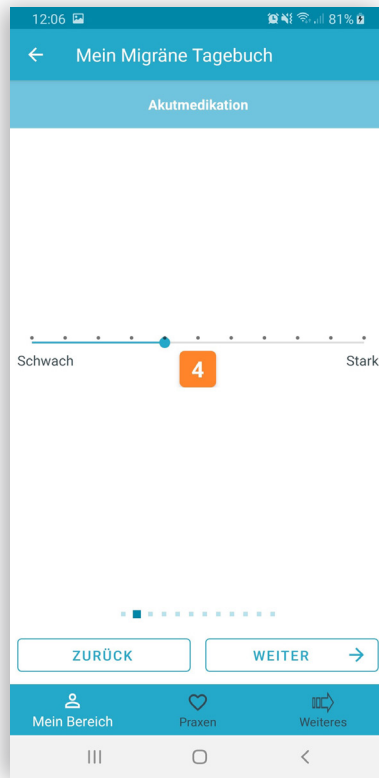 12:06 81%
Mein Migräne Tagebuch
Akutmedikation
Schwach Stark
4
ZURÜCK WEITER
Mein Bereich Praxen Weiteres